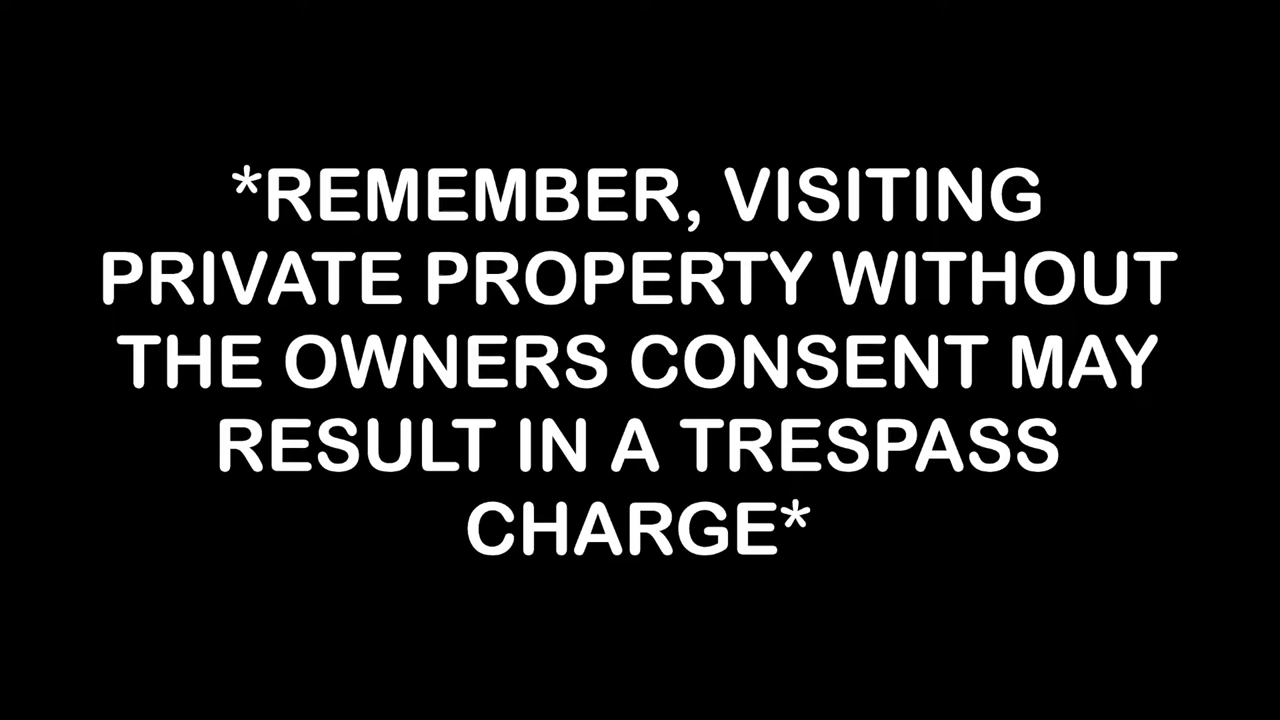 *REMEMBER, VISITING
PRIVATE PROPERTY WITHOUT
THE OWNERS CONSENT MAY
RESULT IN A TRESPASS
CHARGE*